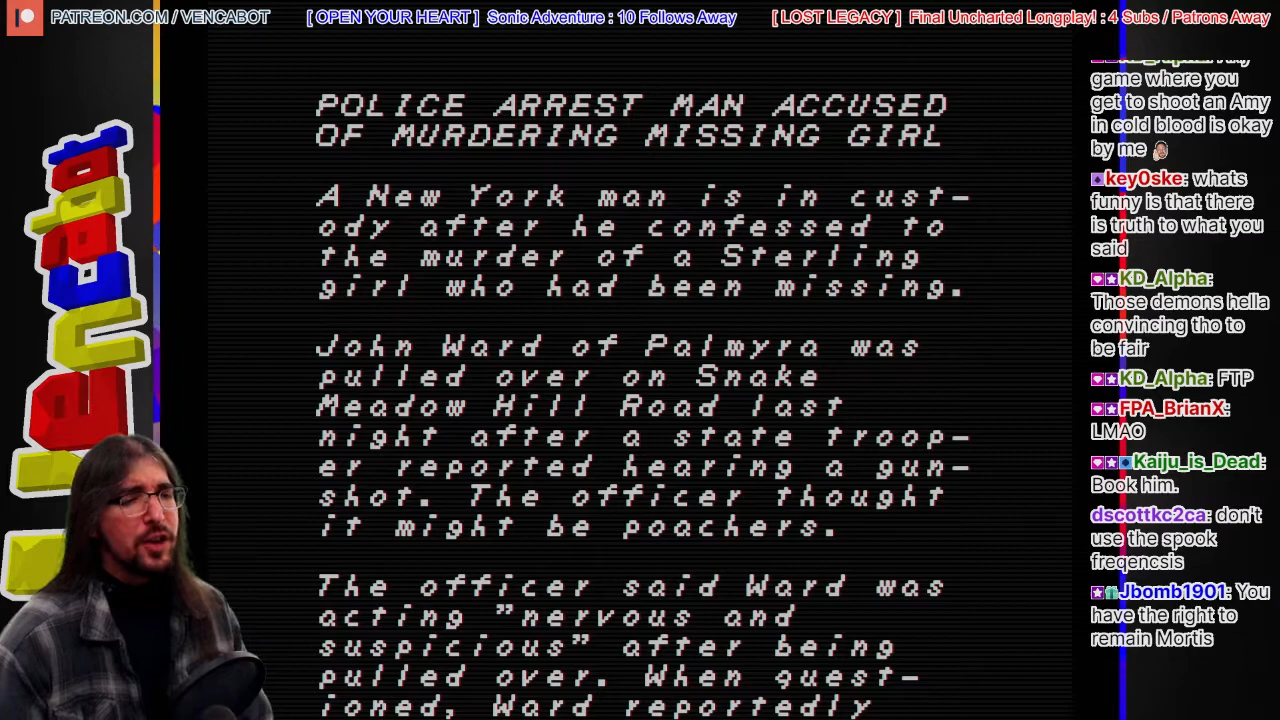 PATREON.COM / VENCABOT
[ OPEN YOUR HEART ] Sonic Adventure : 10 Follows Away
[ LOST LEGACY ] Final Uncharted Longplay! : 4 Subs / Patrons Away
POLICE ARREST MAN ACCUSED
OF MURDERING MISSING GIRL
A New York man is in cust-
ody after he confessed to
the murder of a Sterling
girl who had been missing.
John Ward of Palmyra was
pulled over on Snake
Meadow Hill Road last
night after a state troop-
er reported hearing a gun-
shot. The officer thought
it might be poachers.
The officer said Ward was
acting "nervous and
suspicious" after being
pulled over. When quest-
ioned, Ward reportedly
game where you
get to shoot an Amy
in cold blood is okay
by me
key0ske: whats
funny is that there
is truth to what you
said
KD_Alpha:
Those demons hella
convincing tho to
be fair
KD_Alpha: FTP
FPA_BrianX:
LMAO
Kaiju_is_Dead:
Book him.
dscottkc2ca: don't
use the spook
freqencsis
Jbomb1901: You
have the right to
remain Mortis